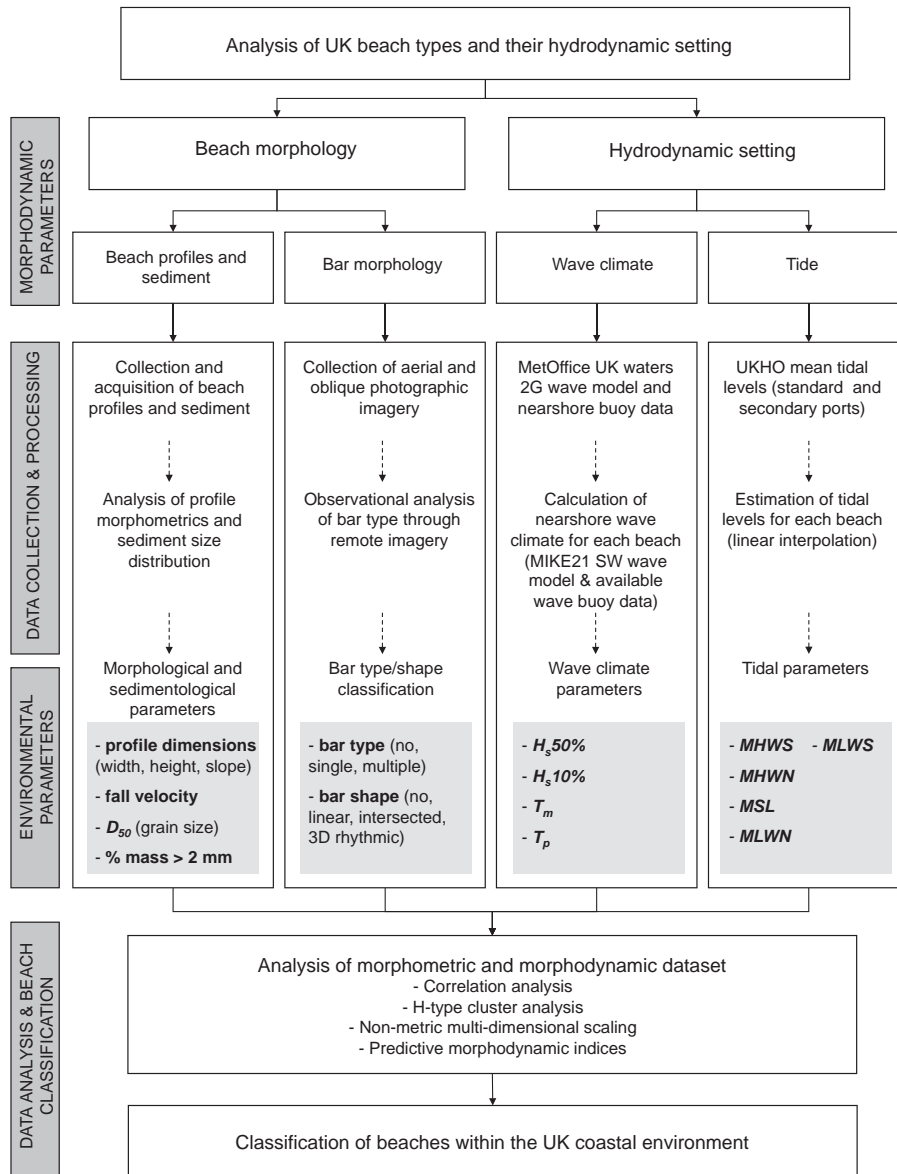 Analysis of UK beach types and their hydrodynamic setting
MORPHODYNAMIC
PARAMETERS
Beach morphology
Hydrodynamic setting
Beach profiles and
sediment
Bar morphology
Wave climate
Tide
DATA COLLECTION & PROCESSING
Collection and
acquisition of beach
profiles and sediment
Analysis of profile
morphometrics and
sediment size
distribution
Collection of aerial and
oblique photographic
imagery
Observational analysis
of bar type through
remote imagery
MetOffice UK waters
2G wave model and
nearshore buoy data
Calculation of
nearshore wave
climate for each beach
(MIKE21 SW wave
model & available
wave buoy data)
UKHO mean tidal
levels (standard and
secondary ports)
Estimation of tidal
levels for each beach
(linear interpolation)
ENVIRONMENTAL
PARAMETERS
Morphological and
sedimentological
parameters
- profile dimensions
(width, height, slope)
- fall velocity
- D50 (grain size)
- % mass > 2 mm
Bar type/shape
classification
- bar type (no,
single, multiple)
- bar shape (no,
linear, intersected,
3D rhythmic)
Wave climate
parameters
- Hs50%
- Hs10%
- Tm
- Tp
Tidal parameters
- MHWS - MLWS
- MHWN
- MSL
- MLWN
DATA ANALYSIS & BEACH
CLASSIFICATION
Analysis of morphometric and morphodynamic dataset
- Correlation analysis
- H-type cluster analysis
- Non-metric multi-dimensional scaling
- Predictive morphodynamic indices
Classification of beaches within the UK coastal environment